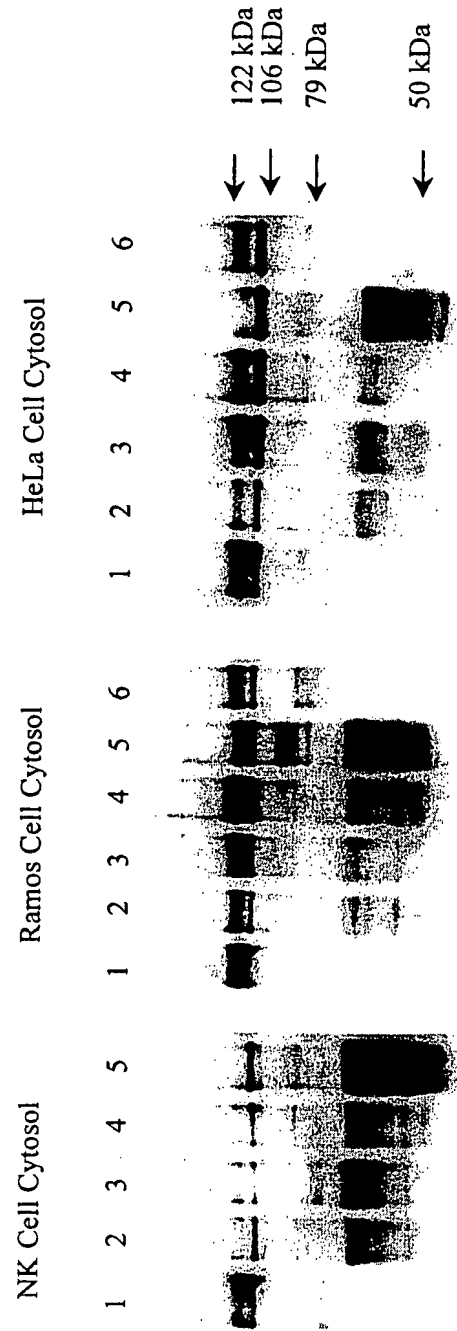 NK Cell Cytosol
Ramos Cell Cytosol
HeLa Cell Cytosol
1 2 3 4 5
1 2 3 4 5 6
1 2 3 4 5 6
122 kDa
106 kDa
79 kDa
50 kDa